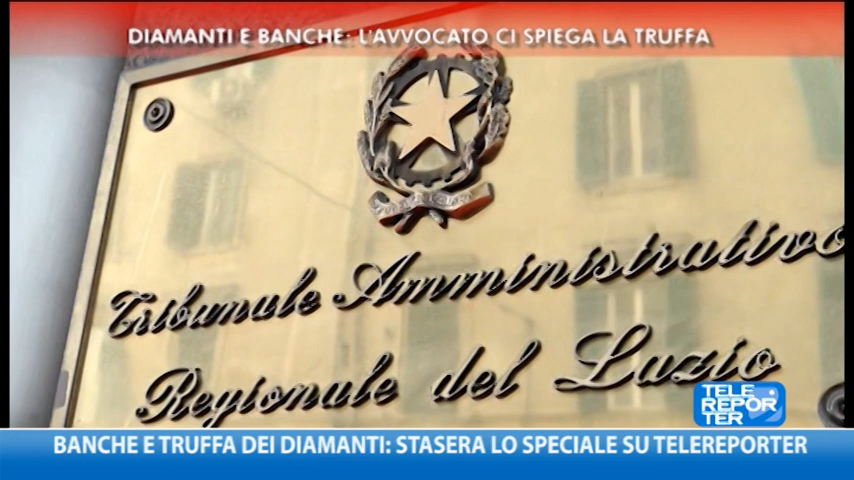 DIAMANTI E BANCHE: L'AVVOCATO CI SPIEGA LA TRUFFA
Tribunale Amministrativo
Regionale del Lazio
TELE
REPOR
TER
BANCHE E TRUFFA DEI DIAMANTI: STASERA LO SPECIALE SU TELEREPORTER